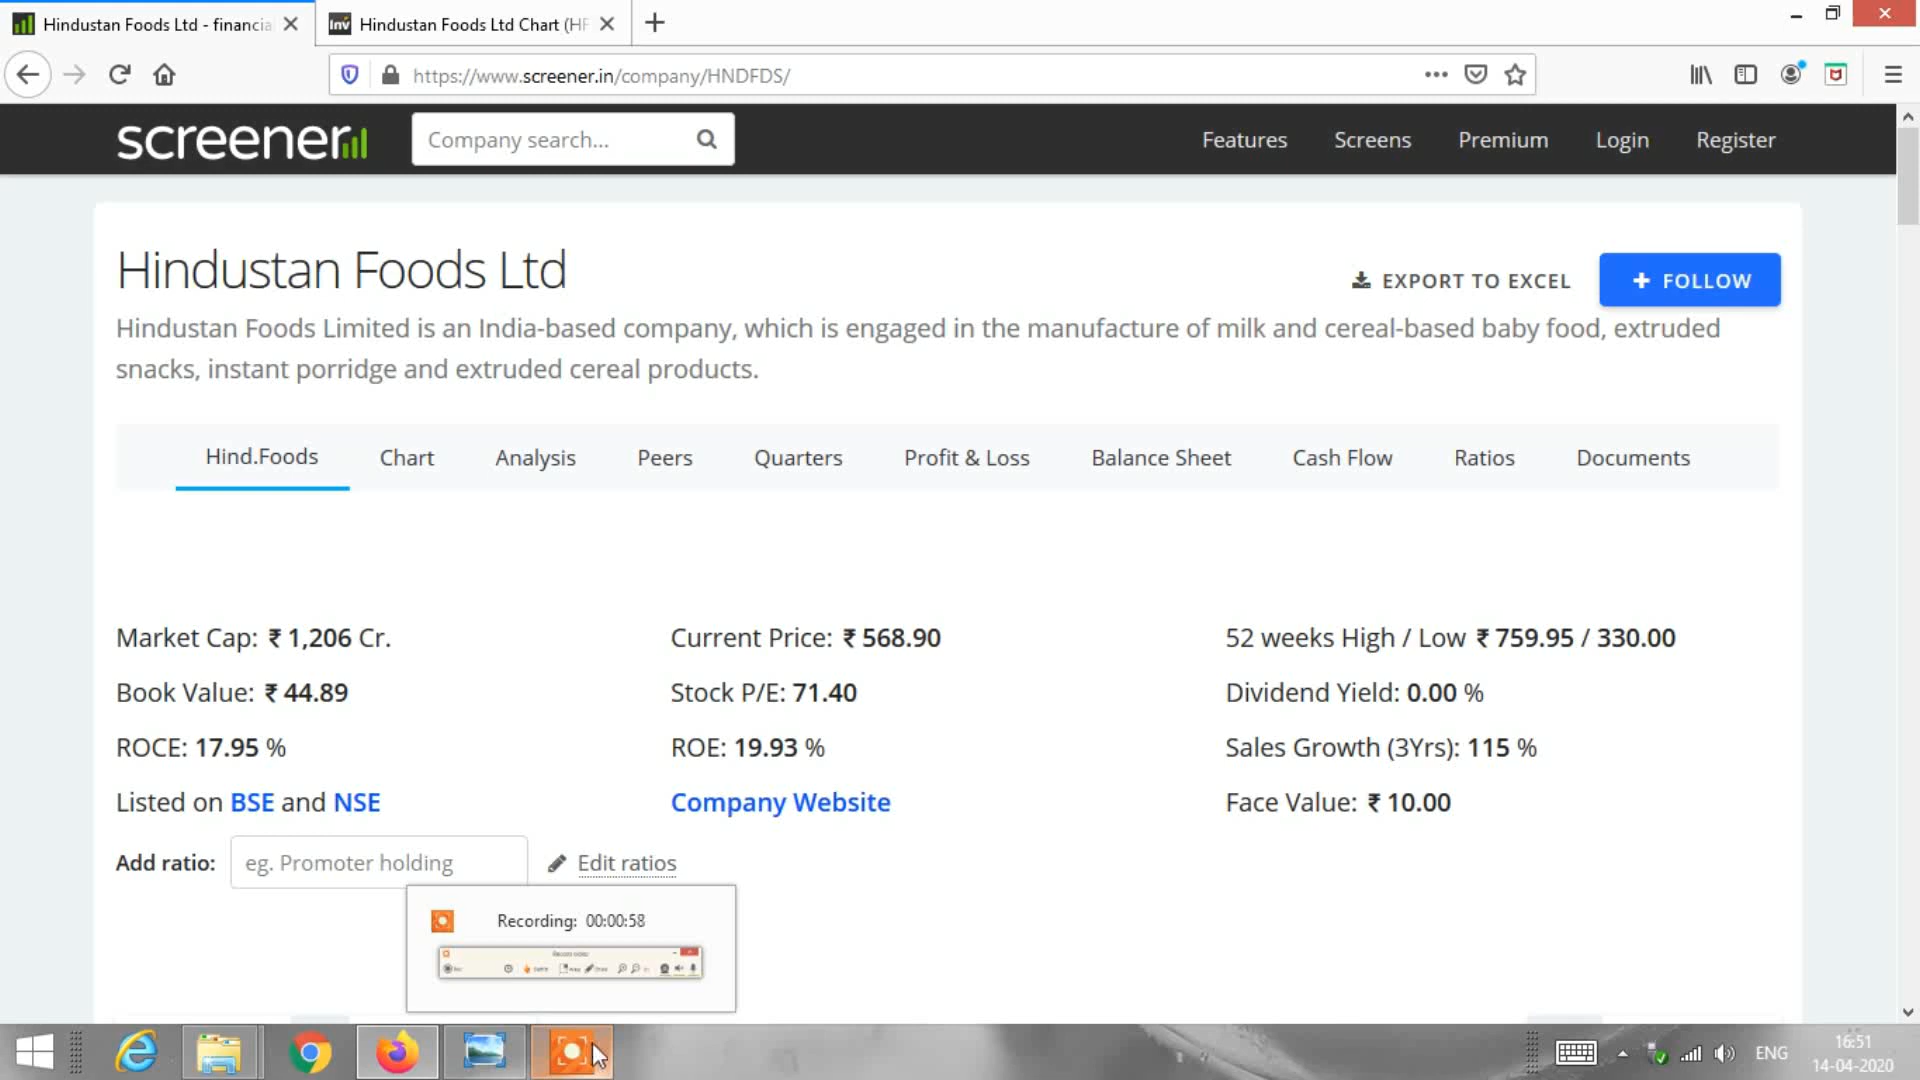 Hindustan Foods Ltd - financia
Hindustan Foods Ltd Chart (HF
https://www.screener.in/company/HNDFDS/
screener
Company search...
Features
Screens
Premium
Login
Register
Hindustan Foods Ltd
EXPORT TO EXCEL
FOLLOW
Hindustan Foods Limited is an India-based company, which is engaged in the manufacture of milk and cereal-based baby food, extruded
snacks, instant porridge and extruded cereal products.
Hind.Foods
Chart
Analysis
Peers
Quarters
Profit & Loss
Balance Sheet
Cash Flow
Ratios
Documents
Market Cap: ₹ 1,206 Cr.
Current Price: ₹ 568.90
52 weeks High / Low ₹ 759.95 / 330.00
Book Value: ₹ 44.89
Stock P/E: 71.40
Dividend Yield: 0.00 %
ROCE: 17.95 %
ROE: 19.93 %
Sales Growth (3Yrs): 115 %
Listed on BSE and NSE
Company Website
Face Value: ₹ 10.00
Add ratio:
eg. Promoter holding
Edit ratios
Recording: 00:00:58
ENG
16:51
14-04-2020